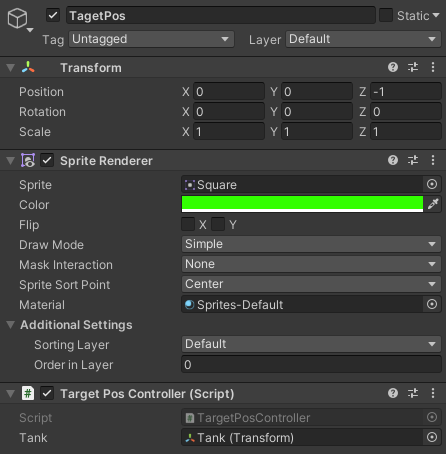 TagetPos Static
Tag Untagged Layer Default
Transform
Position X 0 Y 0 Z -1
Rotation X 0 Y 0 Z 0
Scale X 1 Y 1 Z 1
Sprite Renderer
Sprite Square
Color
Flip X Y
Draw Mode Simple
Mask Interaction None
Sprite Sort Point Center
Material Sprites-Default
Additional Settings
Sorting Layer Default
Order in Layer 0
# Target Pos Controller (Script)
Script # TargetPosController
Tank Tank (Transform)